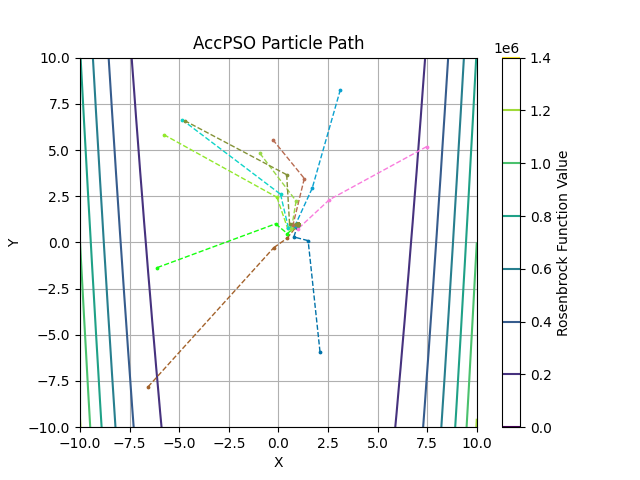 AccPSO Particle Path
1e6
10.0
7.5
5.0
2.5
0.0
−2.5
−5.0
−7.5
−10.0
Y
−10.0 −7.5 −5.0 −2.5 0.0 2.5 5.0 7.5 10.0
X
1.4
1.2
1.0
0.8
0.6
0.4
0.2
0.0
Rosenbrock Function Value